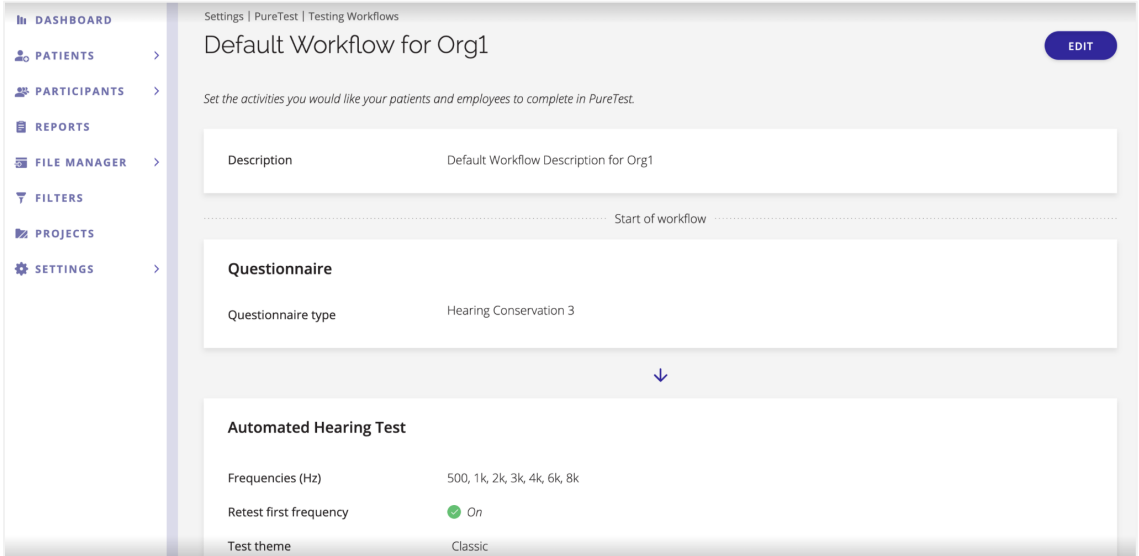 DASHBOARD
PATIENTS
PARTICIPANTS
REPORTS
FILE MANAGER
FILTERS
PROJECTS
SETTINGS
Settings | PureTest | Testing Workflows
Default Workflow for Org1
EDIT
Set the activities you would like your patients and employees to complete in PureTest.
Description Default Workflow Description for Org1
Start of workflow
Questionnaire
Questionnaire type Hearing Conservation 3
Automated Hearing Test
Frequencies (Hz) 500, 1k, 2k, 3k, 4k, 6k, 8k
Retest first frequency On
Test theme Classic